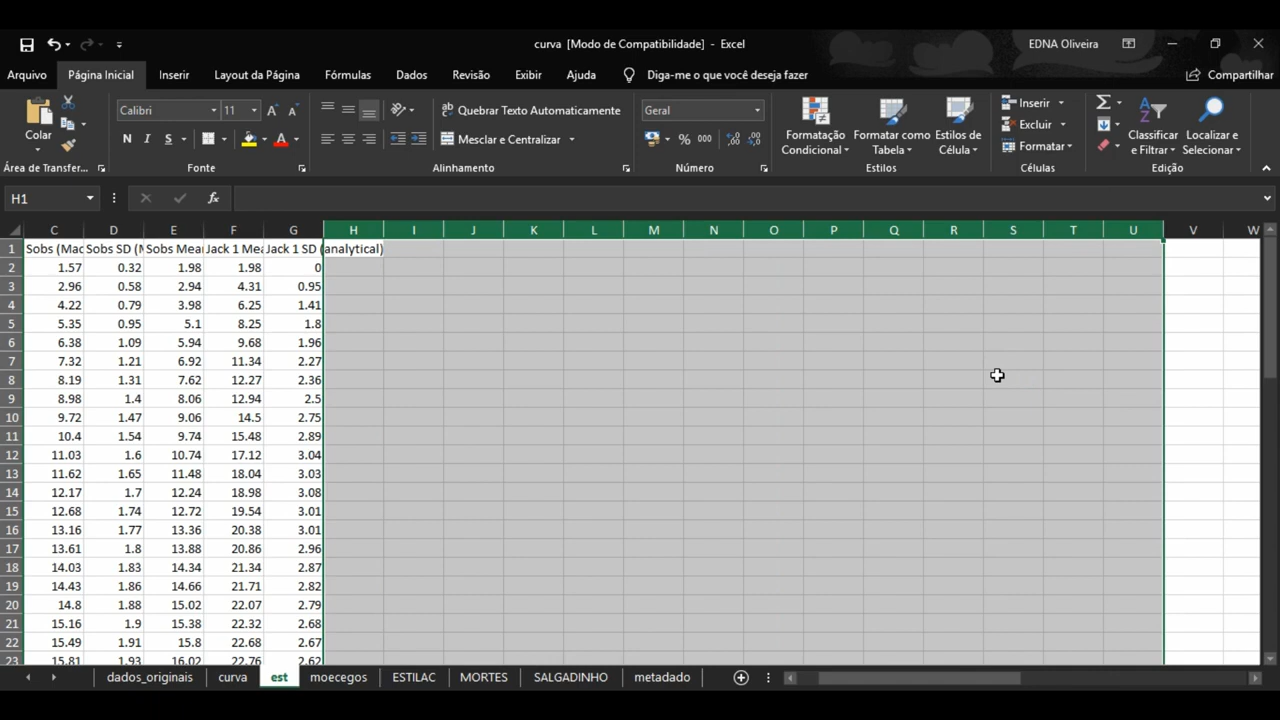 curva [Modo de Compatibilidade] - Excel
EDNA Oliveira
Arquivo Página Inicial Inserir Layout da Página Fórmulas Dados Revisão Exibir Ajuda Diga-me o que você deseja fazer Compartilhar
Colar Calibri 11 Quebrar Texto Automaticamente Geral Formatação Condicional Formatar como Tabela Estilos de Célula Inserir Classificar e Filtrar Localizar e Selecionar
N I S Mesclar e Centralizar % 000 Excluir
Formatar
Área de Transfer... Fonte Alinhamento Número Estilos Células Edição
H1 fx
C D E F G H I J K L M N O P Q R S T U V W
1 Sobs (Mac Sobs SD (M Sobs Mear Jack 1 Mea Jack 1 SD (analytical)
2 1.57 0.32 1.98 1.98 0
3 2.96 0.58 2.94 4.31 0.95
4 4.22 0.79 3.98 6.25 1.41
5 5.35 0.95 5.1 8.25 1.8
6 6.38 1.09 5.94 9.68 1.96
7 7.32 1.21 6.92 11.34 2.27
8 8.19 1.31 7.62 12.27 2.36
9 8.98 1.4 8.06 12.94 2.5
10 9.72 1.47 9.06 14.5 2.75
11 10.4 1.54 9.74 15.48 2.89
12 11.03 1.6 10.74 17.12 3.04
13 11.62 1.65 11.48 18.04 3.03
14 12.17 1.7 12.24 18.98 3.08
15 12.68 1.74 12.72 19.54 3.01
16 13.16 1.77 13.36 20.38 3.01
17 13.61 1.8 13.88 20.86 2.96
18 14.03 1.83 14.34 21.34 2.87
19 14.43 1.86 14.66 21.71 2.82
20 14.8 1.88 15.02 22.07 2.79
21 15.16 1.9 15.38 22.32 2.68
22 15.49 1.91 15.8 22.68 2.67
23 15.81 1.93 16.02 22.76 2.62
dados_originais curva est moecegos ESTILAC MORTES SALGADINHO metadado